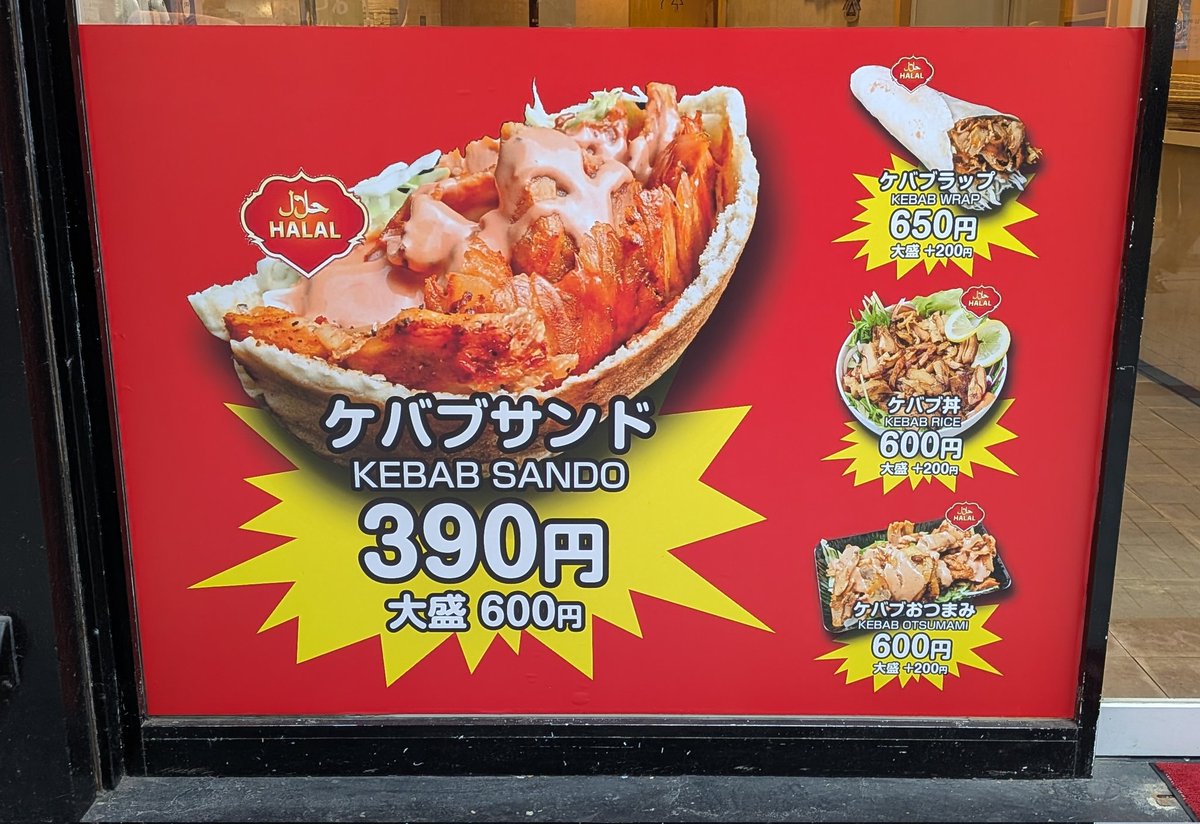 حلال
HALAL
ケバブサンド
KEBAB SANDO
390円
大盛 600円
حلال
HALAL
ケバブラップ
KEBAB WRAP
650円
大盛 +200円
حلال
HALAL
ケバブ丼
KEBAB RICE
600円
大盛 +200円
حلال
HALAL
ケバブおつまみ
KEBAB OTSUMAMI
600円
大盛 +200円